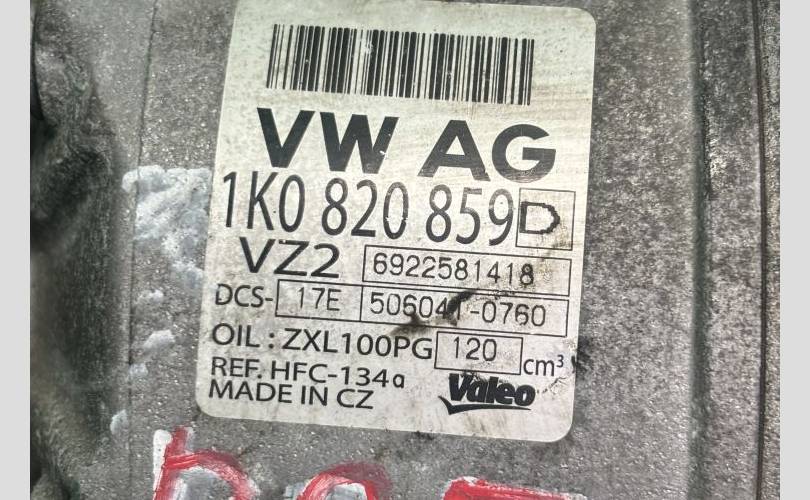 VW AG
1K0 820 859 D
VZ2 6922581418
DCS- 17E 506041-0760
OIL : ZXL100PG 120 cm³
REF. HFC-134a
MADE IN CZ
Valeo